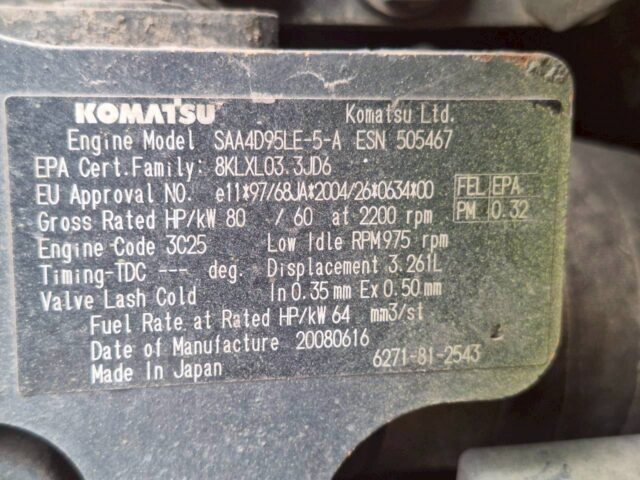 KOMATSU Komatsu Ltd.
Engine Model SAA4D95LE-5-A ESN 505467
EPA Cert.Family: 8KLXL03.3JD6
EU Approval NO. e11*97/68JA*2004/26*0634*00 FEL EPA
Gross Rated HP/kW 80 / 60 at 2200 rpm PM 0.32
Engine Code 3C25 Low Idle RPM 975 rpm
Timing-TDC --- deg. Displacement 3.261L
Valve Lash Cold In 0.35 mm Ex 0.50 mm
Fuel Rate at Rated HP/kW 64 mm3/st
Date of Manufacture 20080616
6271-81-2543
Made In Japan